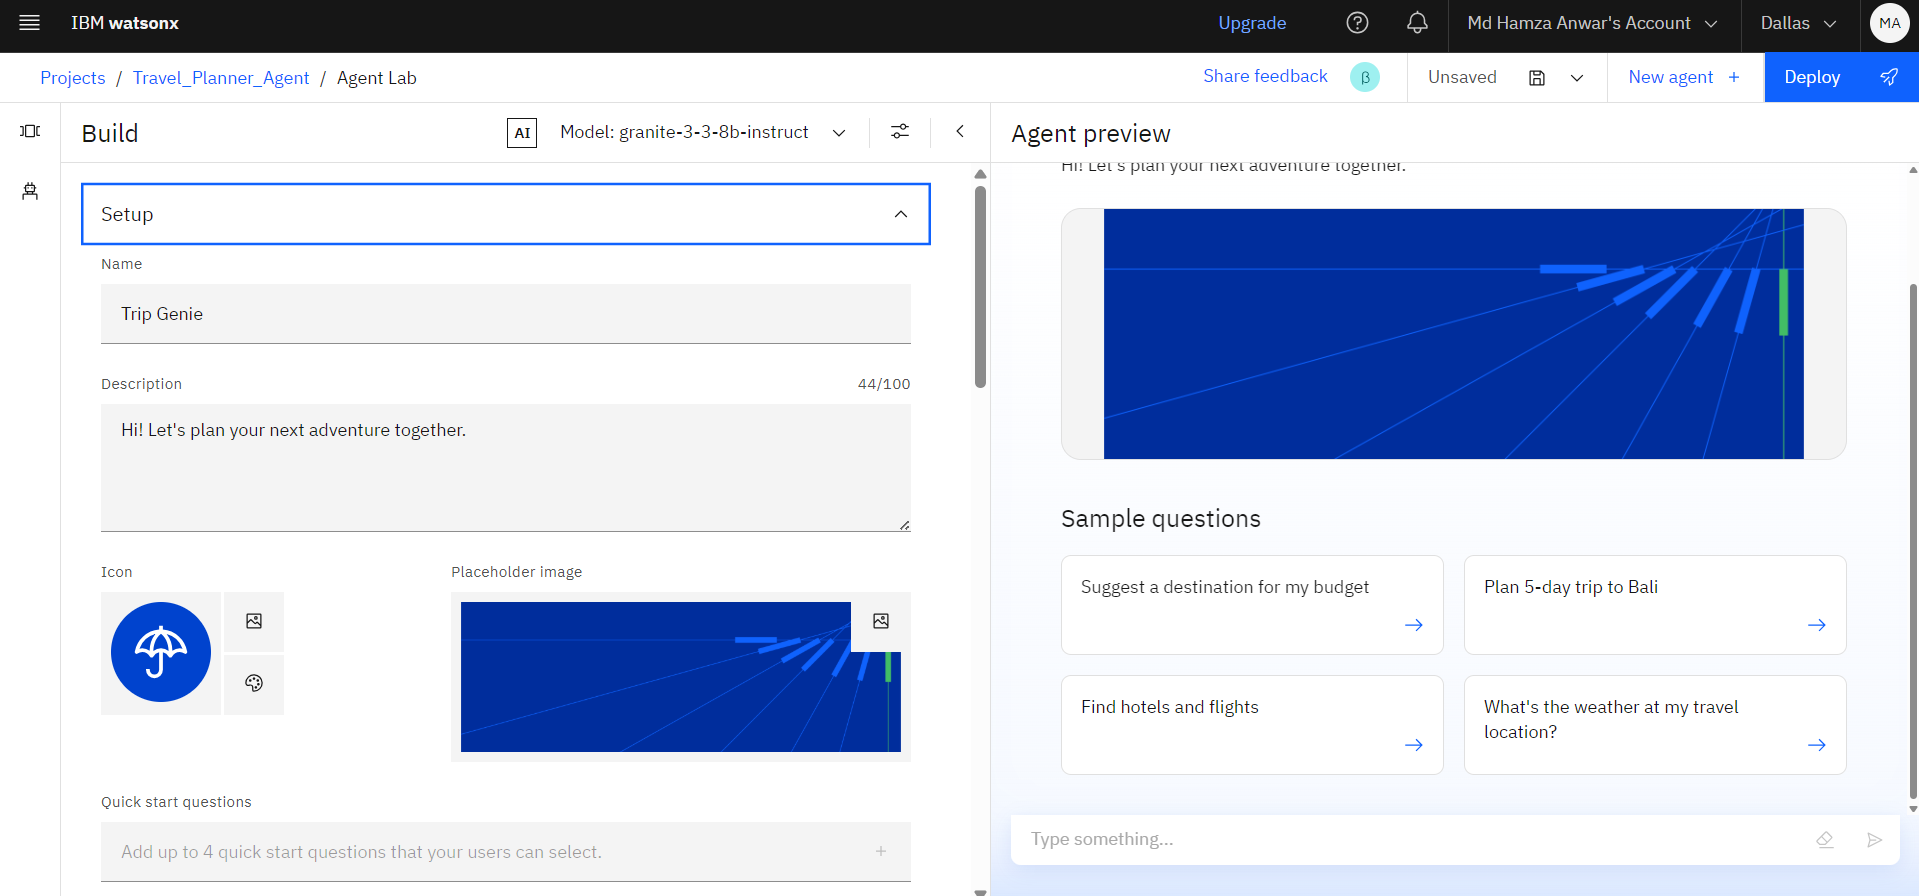 IBM watsonx
Upgrade
Md Hamza Anwar's Account
Dallas
MA
Projects / Travel_Planner_Agent / Agent Lab
Share feedback
β
Unsaved
New agent +
Deploy
Build
AI
Model: granite-3-3-8b-instruct
Setup
Name
Trip Genie
Description
44/100
Hi! Let's plan your next adventure together.
Icon
Placeholder image
Quick start questions
Add up to 4 quick start questions that your users can select.
Agent preview
Hi! Let's plan your next adventure together.
Sample questions
Suggest a destination for my budget
Plan 5-day trip to Bali
Find hotels and flights
What's the weather at my travel
location?
Type something...